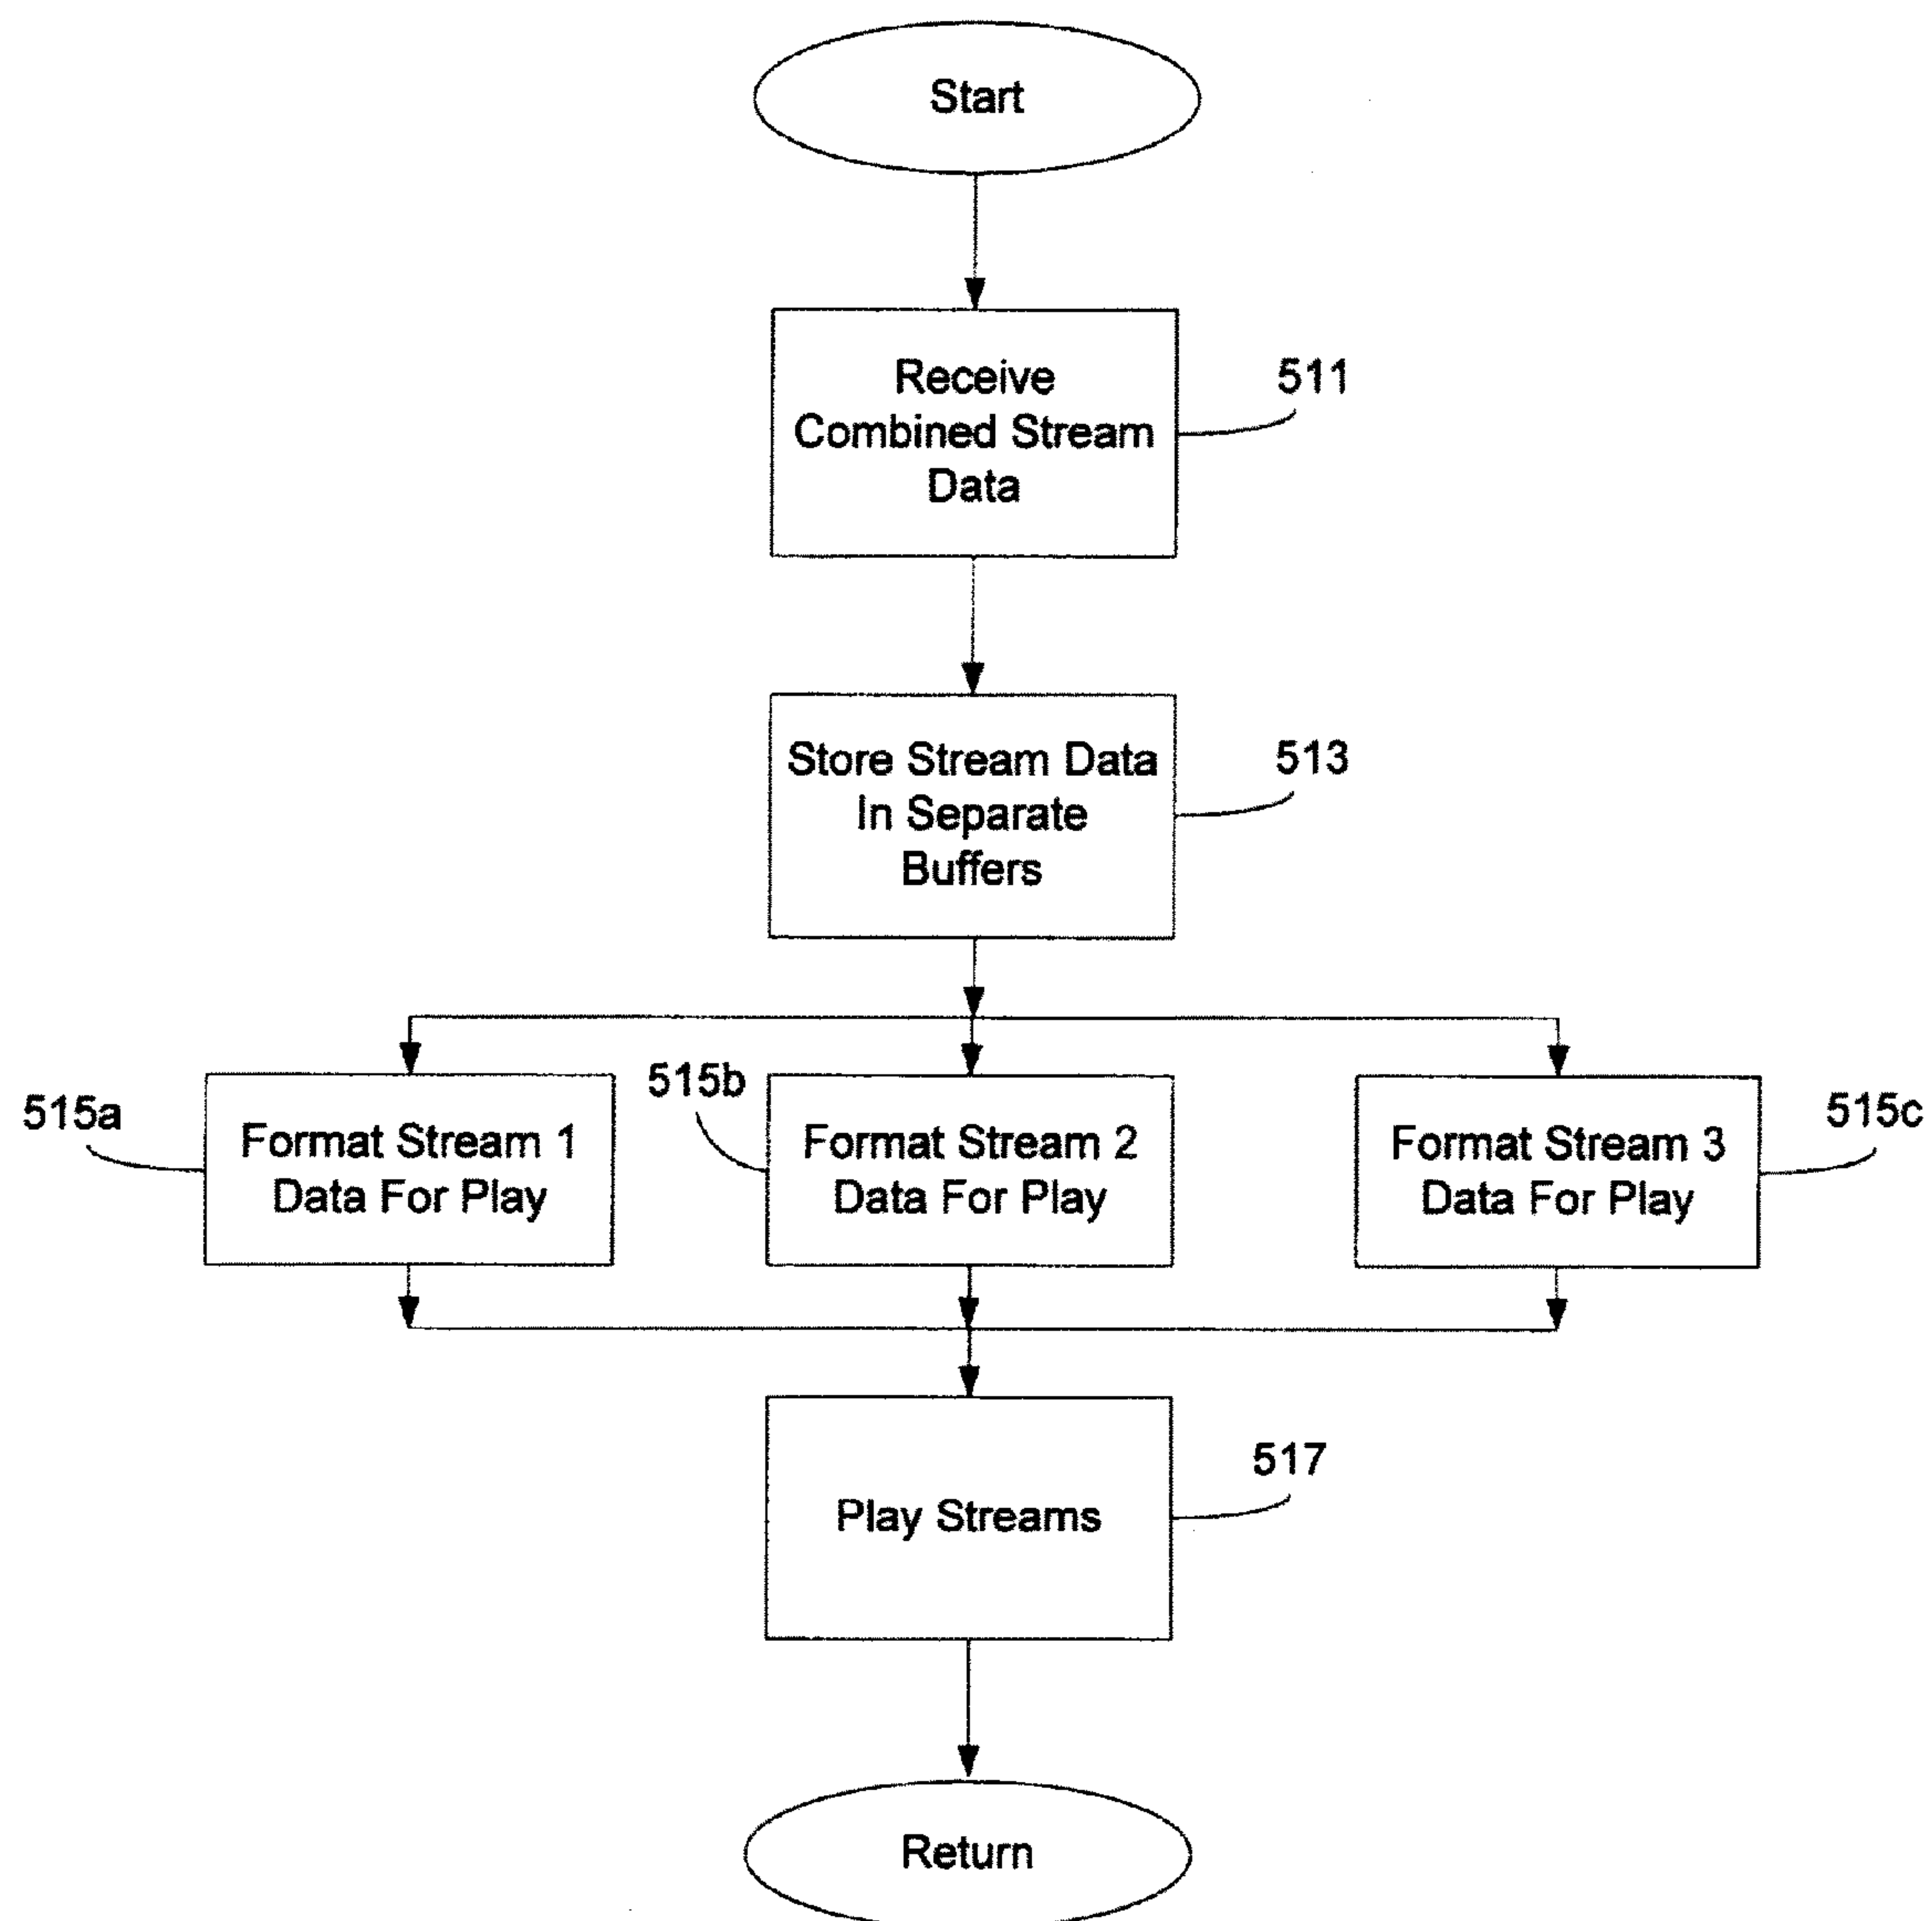 Start
Receive
Combined Stream
Data
511
Store Stream Data
In Separate
Buffers
513
515a
Format Stream 1
Data For Play
515b
Format Stream 2
Data For Play
Format Stream 3
Data For Play
515c
Play Streams
517
Return